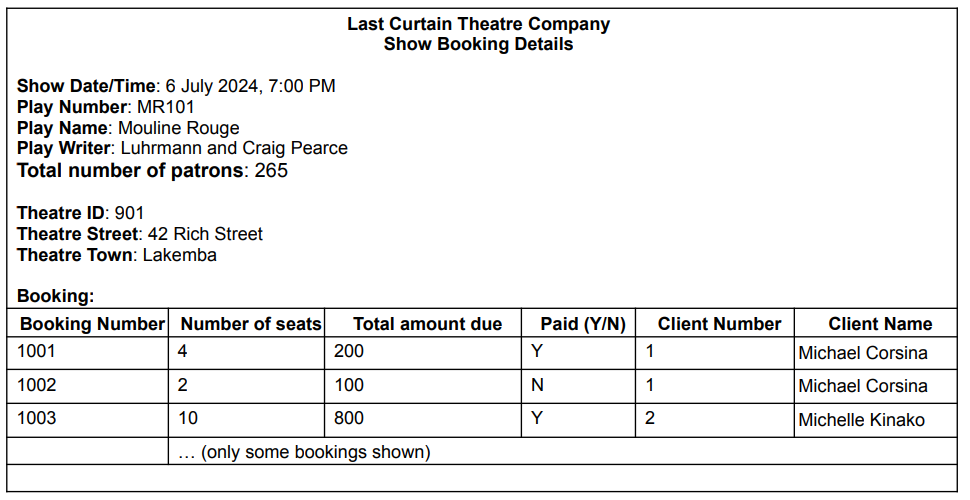 Last Curtain Theatre Company
Show Booking Details
Show Date/Time: 6 July 2024, 7:00 PM
Play Number: MR101
Play Name: Mouline Rouge
Play Writer: Luhrmann and Craig Pearce
Total number of patrons: 265
Theatre ID: 901
Theatre Street: 42 Rich Street
Theatre Town: Lakemba
Booking:
Booking Number Number of seats Total amount due Paid (Y/N) Client Number Client Name
1001 4 200 Y 1 Michael Corsina
1002 2 100 N 1 Michael Corsina
1003 10 800 Y 2 Michelle Kinako
… (only some bookings shown)